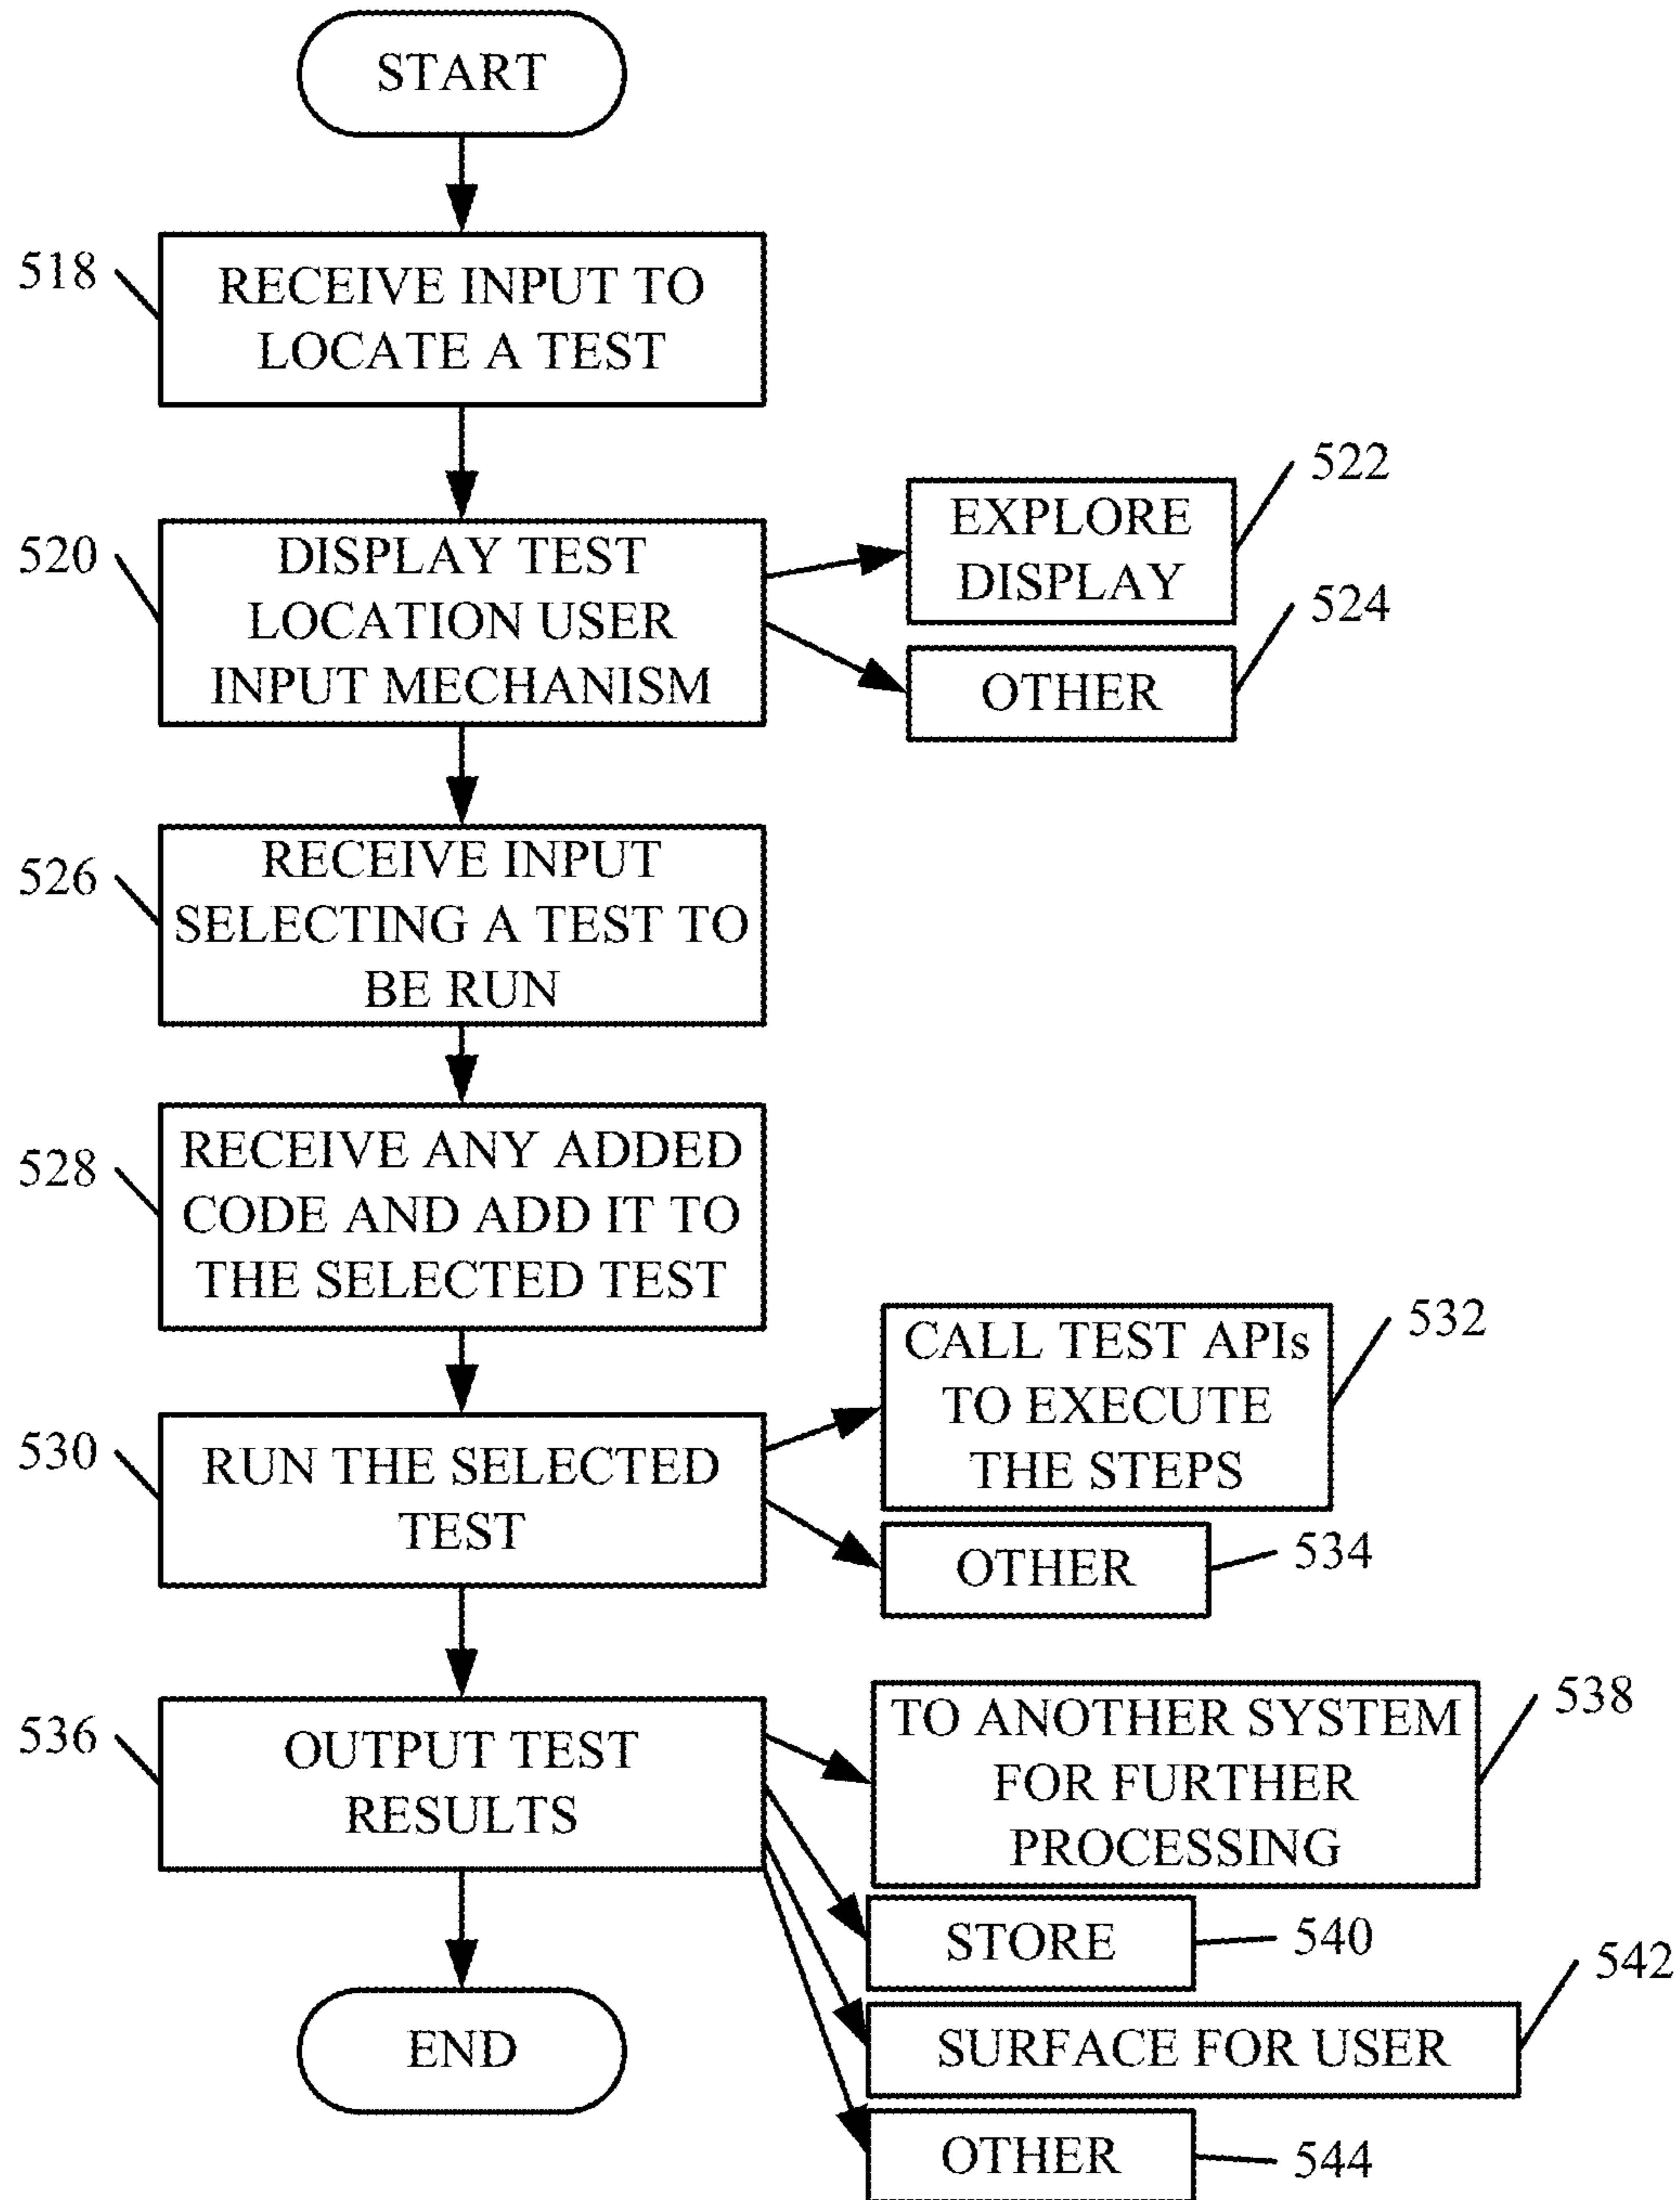 START
518
RECEIVE INPUT TO
LOCATE A TEST
520
DISPLAY TEST
LOCATION USER
INPUT MECHANISM
EXPLORE
DISPLAY
522
OTHER
524
526
RECEIVE INPUT
SELECTING A TEST TO
BE RUN
528
RECEIVE ANY ADDED
CODE AND ADD IT TO
THE SELECTED TEST
530
RUN THE SELECTED
TEST
CALL TEST APIs
TO EXECUTE
THE STEPS
532
OTHER
534
536
OUTPUT TEST
RESULTS
TO ANOTHER SYSTEM
FOR FURTHER
PROCESSING
538
STORE
540
SURFACE FOR USER
542
OTHER
544
END